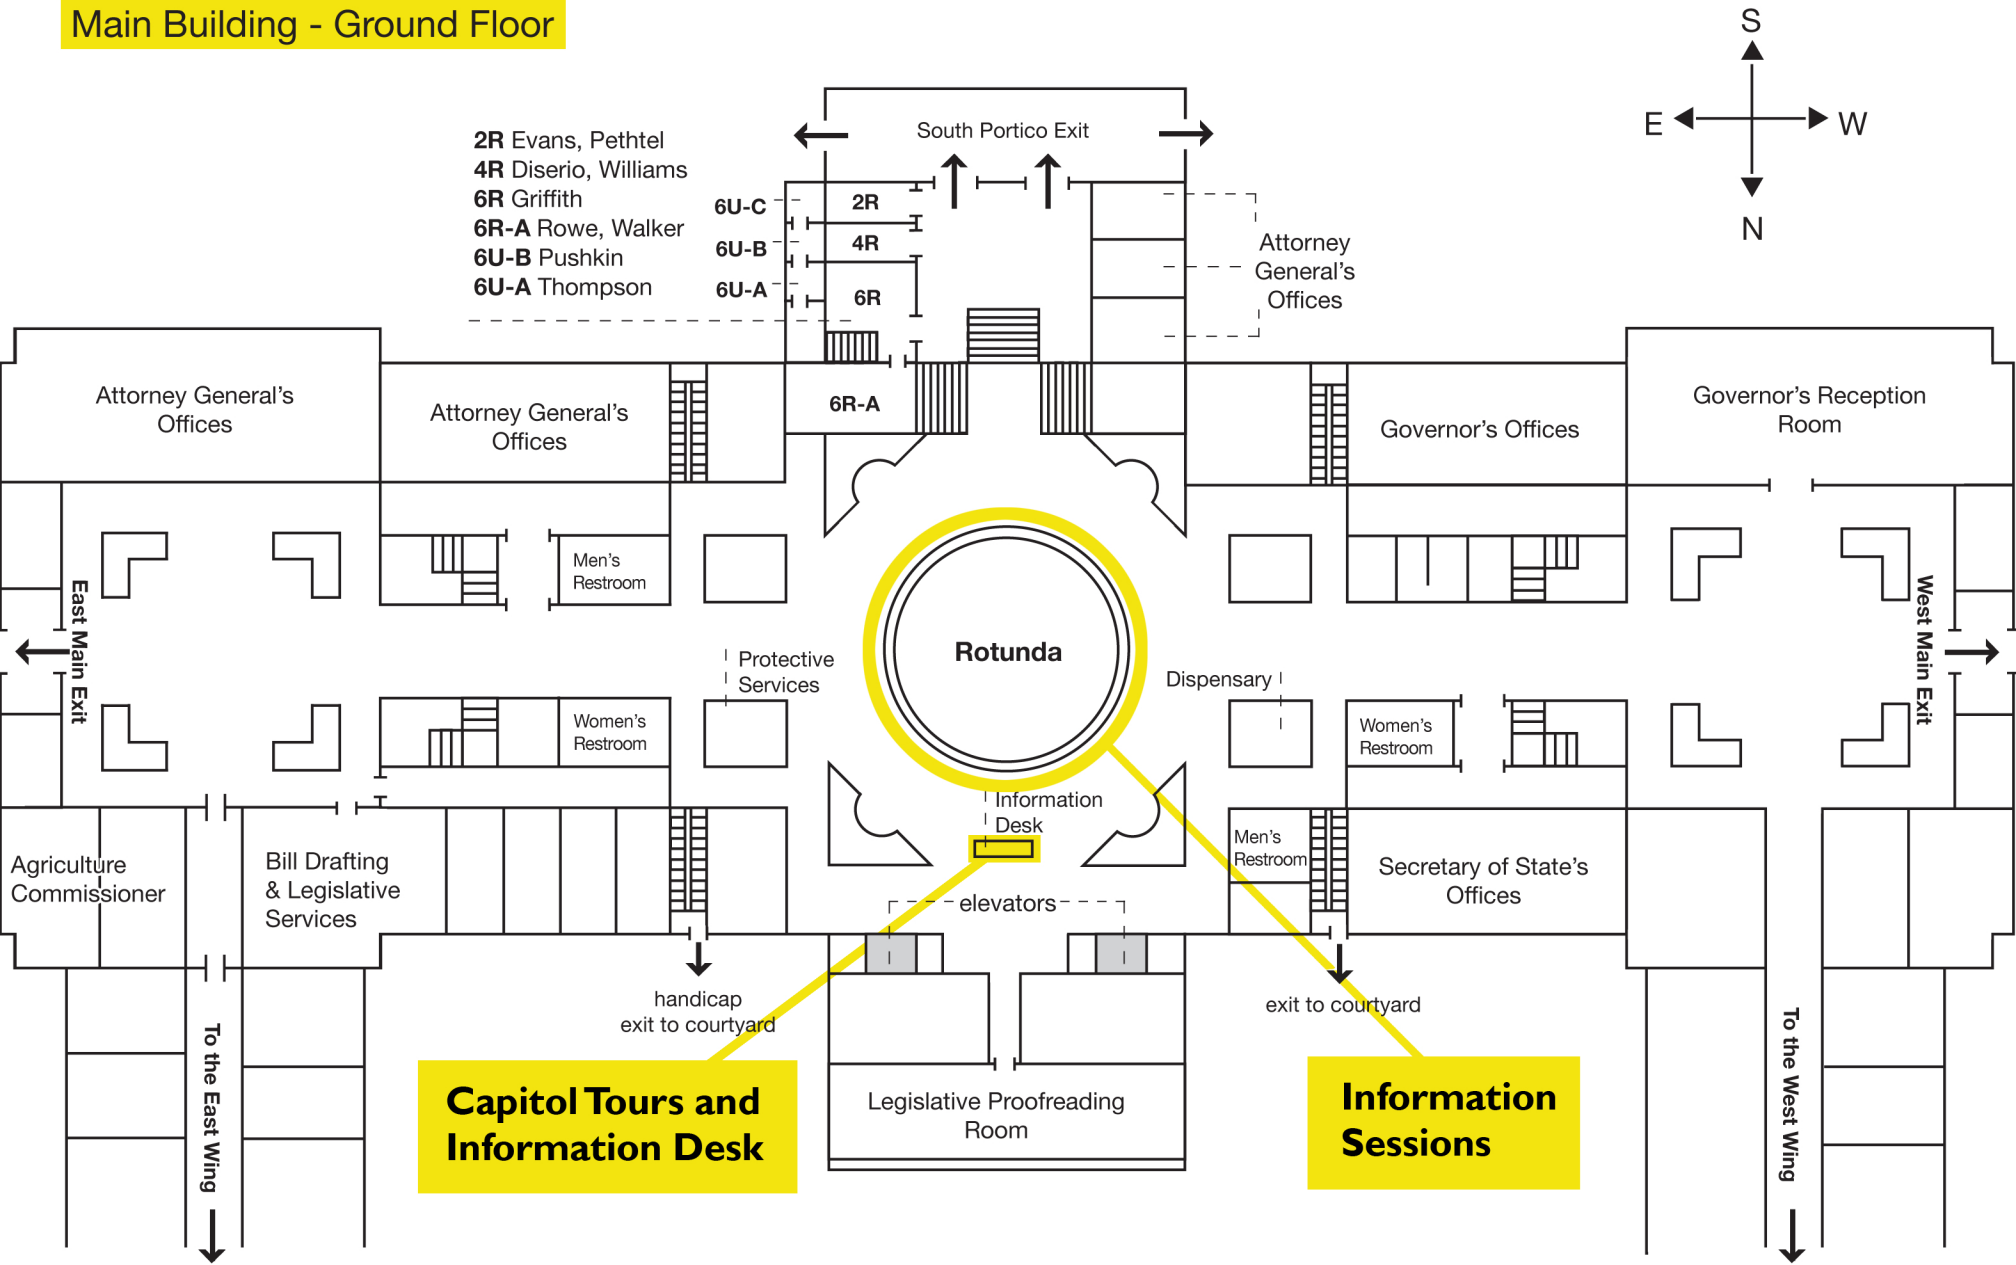 Main Building - Ground Floor
S
E
W
N
South Portico Exit
2R Evans, Pethtel
4R Diserio, Williams
6R Griffith
6R-A Rowe, Walker
6U-B Pushkin
6U-A Thompson
6U-C
6U-B
6U-A
2R
4R
6R
6R-A
Attorney
General's
Offices
Attorney General's
Offices
Attorney General's
Offices
Governor's Offices
Governor's Reception
Room
Men's
Restroom
East Main Exit
West Main Exit
Rotunda
Protective
Services
Dispensary
Women's
Restroom
Women's
Restroom
Information
Desk
Men's
Restroom
Agriculture
Commissioner
Bill Drafting
& Legislative
Services
Secretary of State's
Offices
elevators
handicap
exit to courtyard
exit to courtyard
To the East Wing
To the West Wing
Capitol Tours and
Information Desk
Legislative Proofreading
Room
Information
Sessions